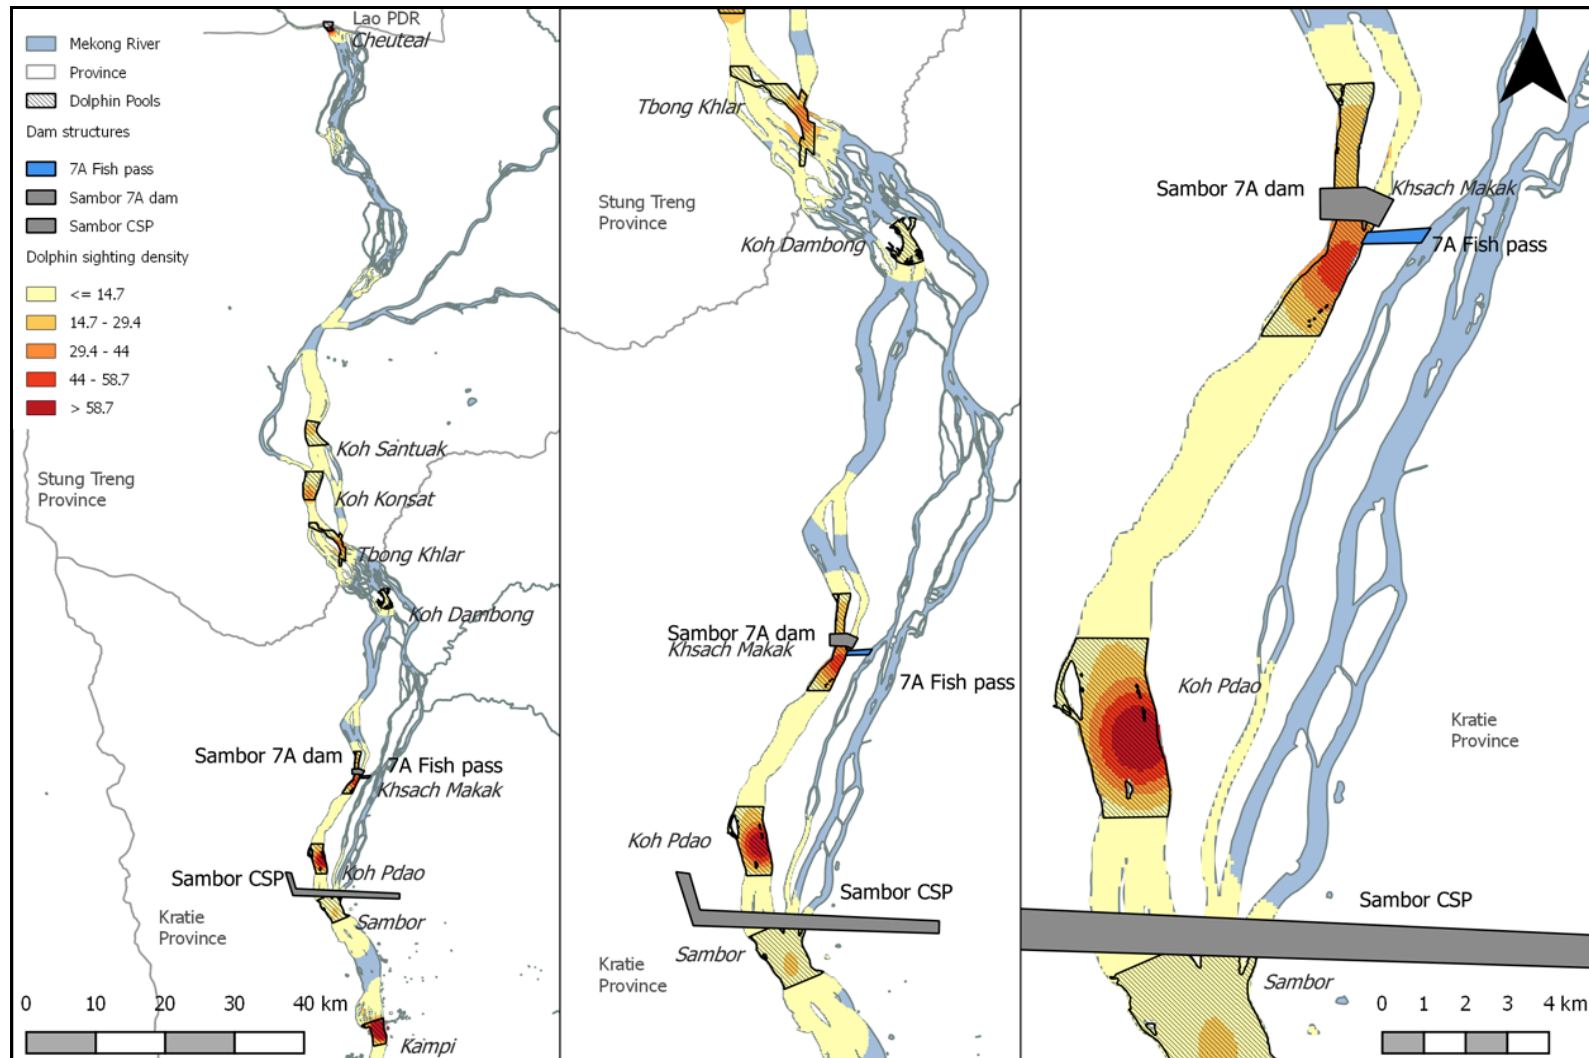 Lao PDR
Cheuteal
Mekong River
Province
Dolphin Pools
Dam structures
7A Fish pass
Sambor 7A dam
Sambor CSP
Dolphin sighting density
<= 14.7
14.7 - 29.4
29.4 - 44
44 - 58.7
> 58.7
Koh Santuak
Stung Treng
Province
Koh Konsat
Tbong Khlar
Koh Dambong
Sambor 7A dam
7A Fish pass
Khsach Makak
Koh Pdao
Sambor CSP
Kratie
Province
Sambor
0 10 20 30 40 km
Kampi
Tbong Khlar
Stung Treng
Province
Koh Dambong
Sambor 7A dam
Khsach Makak
7A Fish pass
Koh Pdao
Sambor CSP
Sambor
Kratie
Province
Sambor 7A dam
Khsach Makak
7A Fish pass
Koh Pdao
Kratie
Province
Sambor CSP
Sambor
0 1 2 3 4 km